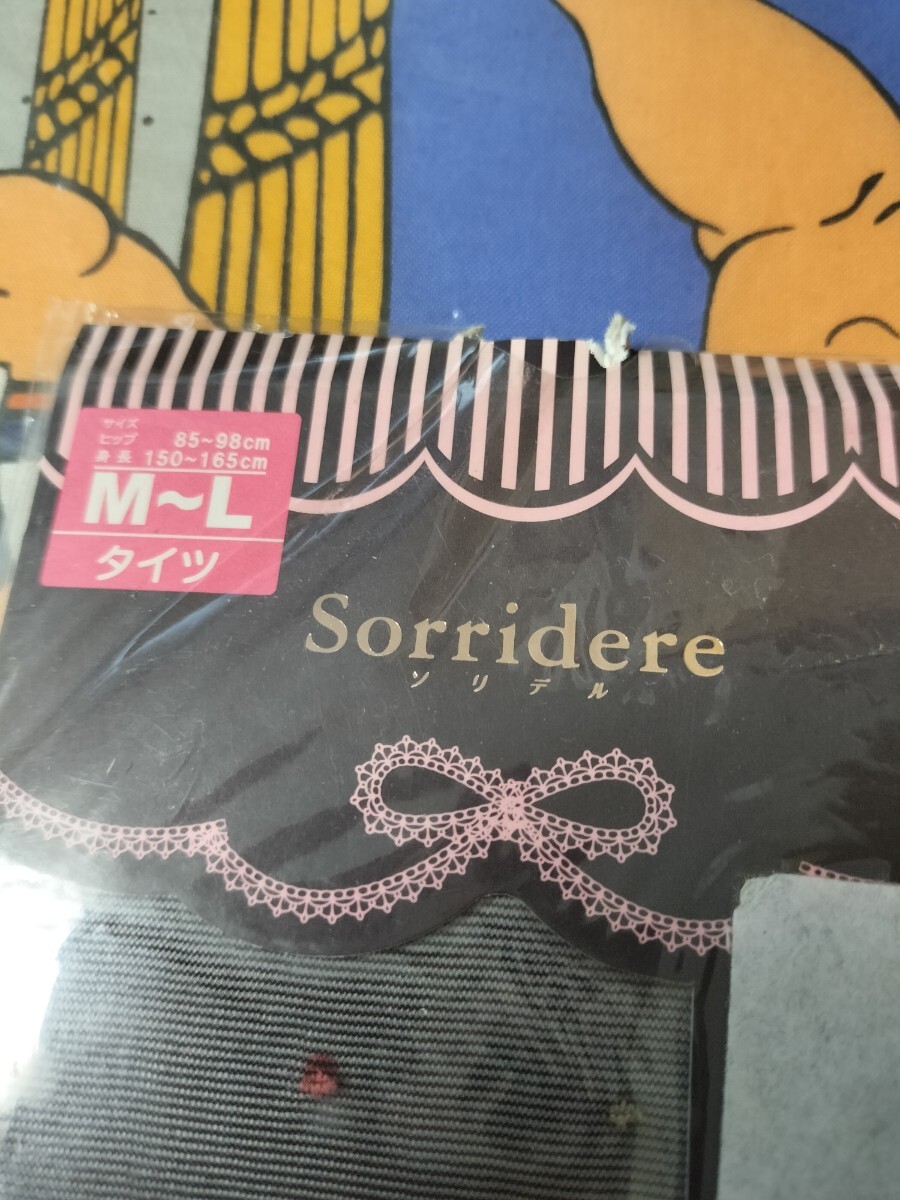 サイズ
ヒップ 85~98cm
身長 150~165cm
M~L
タイツ
Sorridere
ソリデル